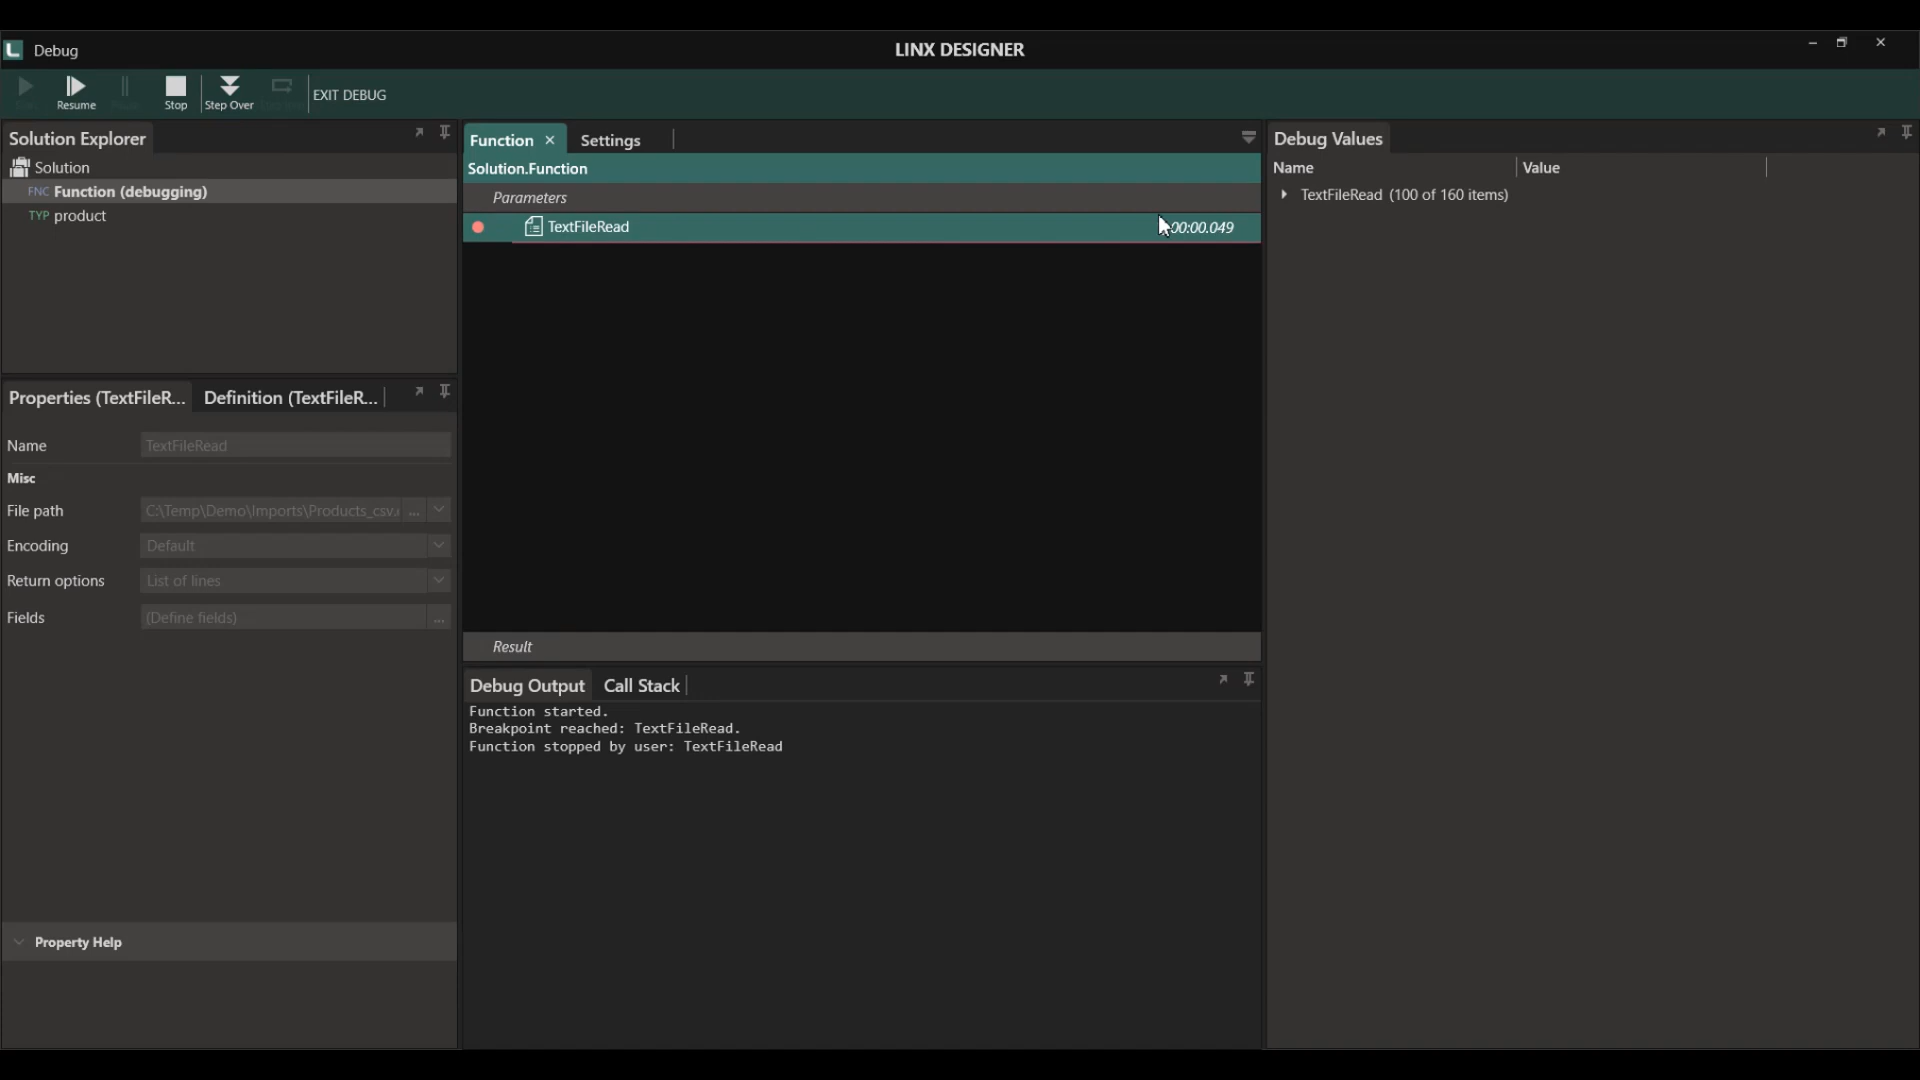 Debug
LINX DESIGNER
Resume
Stop
Step Over
EXIT DEBUG
Solution Explorer
Solution
FNC Function (debugging)
TYP product
Properties (TextFileR...
Definition (TextFileR...
Name
TextFileRead
Misc
File path
C:\Temp\Demo\Imports\Products_csv.
...
Encoding
Default
Return options
List of lines
Fields
(Define fields)
...
Property Help
Function
Settings
Solution.Function
Parameters
TextFileRead
00:00.049
Result
Debug Output
Call Stack
Function started.
Breakpoint reached: TextFileRead.
Function stopped by user: TextFileRead
Debug Values
Name
Value
TextFileRead (100 of 160 items)